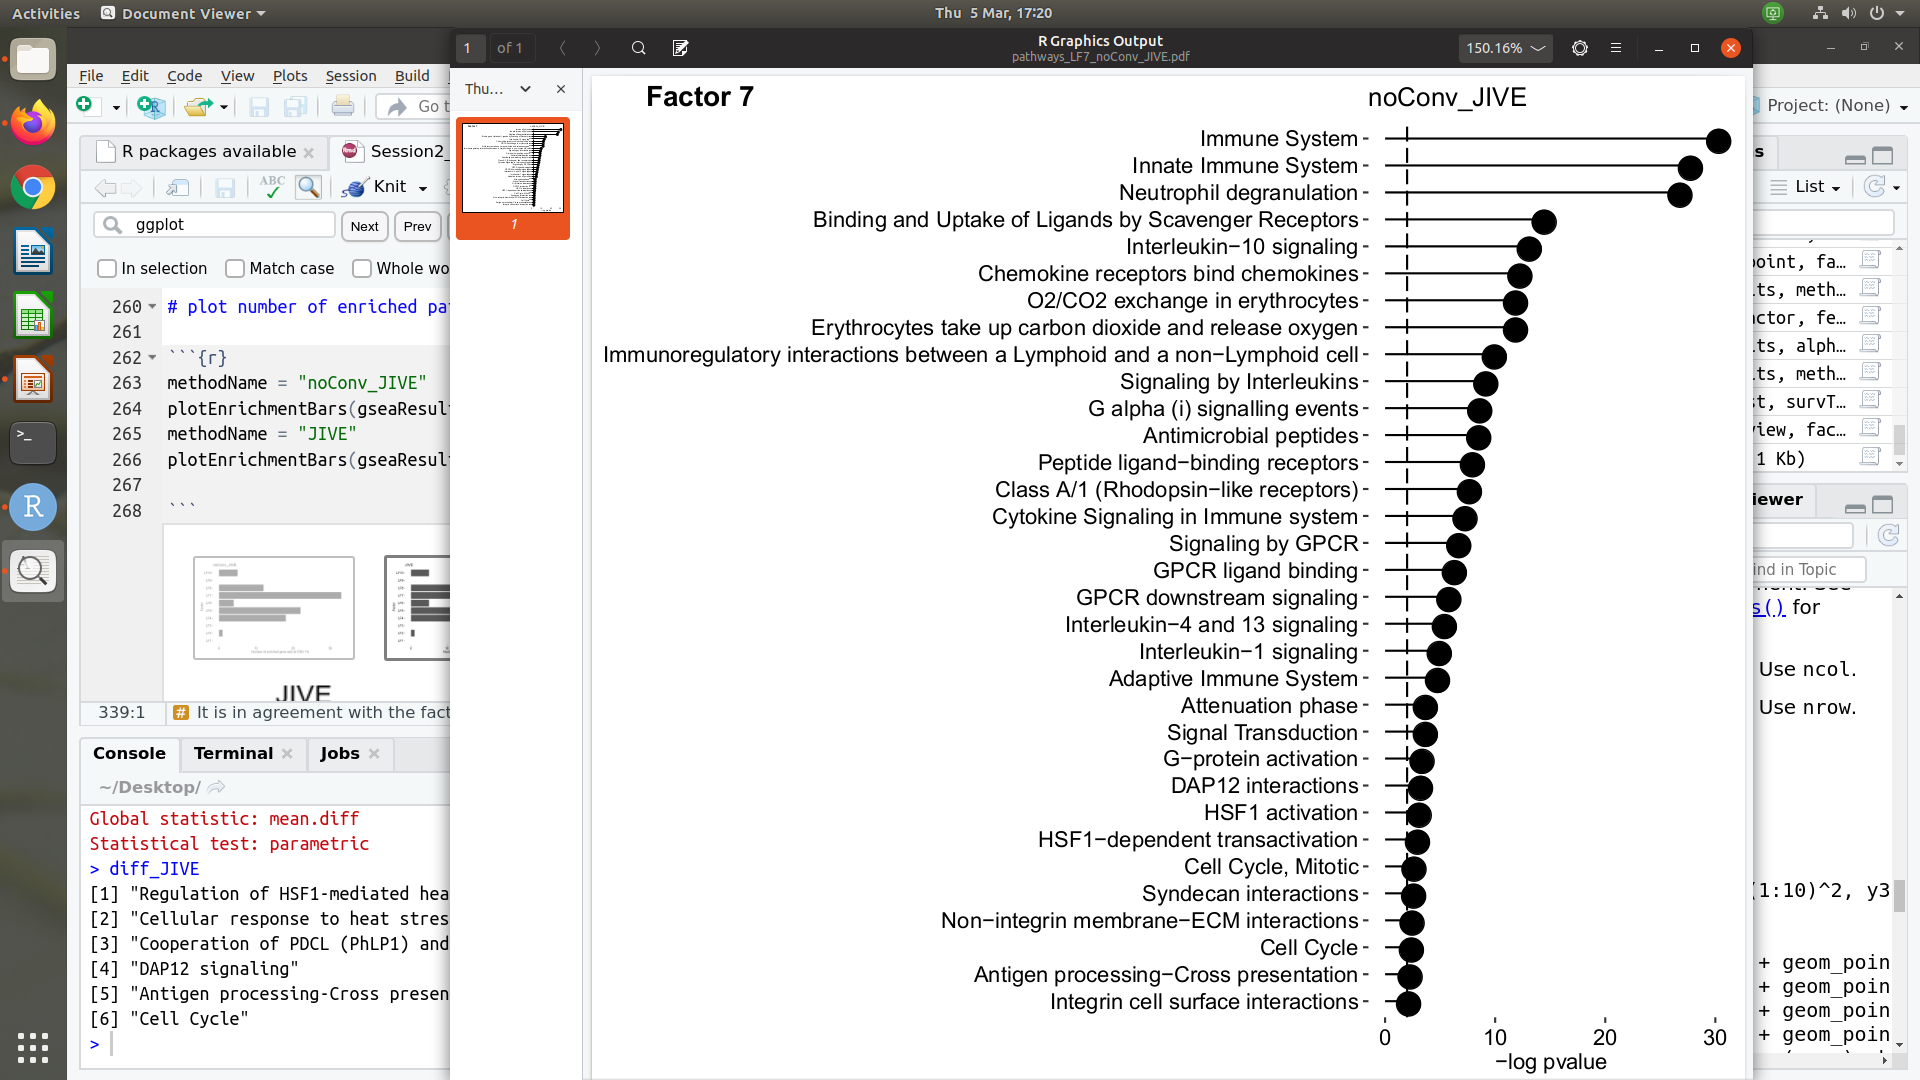 Activities
Document Viewer
Thu 5 Mar, 17:20
1
of 1
R Graphics Output
pathways_LF7_noConv_JIVE.pdf
150.16%
File Edit Code View Plots Session Build
Go t
Project: (None)
R packages available
Session2_
ABC
Knit
ggplot
Next
Prev
In selection
Match case
Whole wo
260 # plot number of enriched pa
261
262 ```{r}
263 methodName = "noConv_JIVE"
264 plotEnrichmentBars(gseaResul
265 methodName = "JIVE"
266 plotEnrichmentBars(gseaResul
267
268 ```
JIVE
339:1
# It is in agreement with the fact
Console
Terminal
Jobs
~/Desktop/
Global statistic: mean.diff
Statistical test: parametric
> diff_JIVE
[1] "Regulation of HSF1-mediated hea
[2] "Cellular response to heat stres
[3] "Cooperation of PDCL (PhLP1) and
[4] "DAP12 signaling"
[5] "Antigen processing-Cross presen
[6] "Cell Cycle"
>
Thu...
1
Factor 7
noConv_JIVE
Immune System
Innate Immune System
Neutrophil degranulation
Binding and Uptake of Ligands by Scavenger Receptors
Interleukin−10 signaling
Chemokine receptors bind chemokines
O2/CO2 exchange in erythrocytes
Erythrocytes take up carbon dioxide and release oxygen
Immunoregulatory interactions between a Lymphoid and a non−Lymphoid cell
Signaling by Interleukins
G alpha (i) signalling events
Antimicrobial peptides
Peptide ligand−binding receptors
Class A/1 (Rhodopsin−like receptors)
Cytokine Signaling in Immune system
Signaling by GPCR
GPCR ligand binding
GPCR downstream signaling
Interleukin−4 and 13 signaling
Interleukin−1 signaling
Adaptive Immune System
Attenuation phase
Signal Transduction
G−protein activation
DAP12 interactions
HSF1 activation
HSF1−dependent transactivation
Cell Cycle, Mitotic
Syndecan interactions
Non−integrin membrane−ECM interactions
Cell Cycle
Antigen processing−Cross presentation
Integrin cell surface interactions
0 10 20 30
−log pvalue
s
List
point, fa…
ts, meth…
actor, fe…
ts, alph…
ts, meth…
st, survT…
view, fac…
1 Kb)
iewer
ind in Topic
s() for
Use ncol.
Use nrow.
(1:10)^2, y3
+ geom_poin
+ geom_poin
+ geom_poin
+ geom_poin